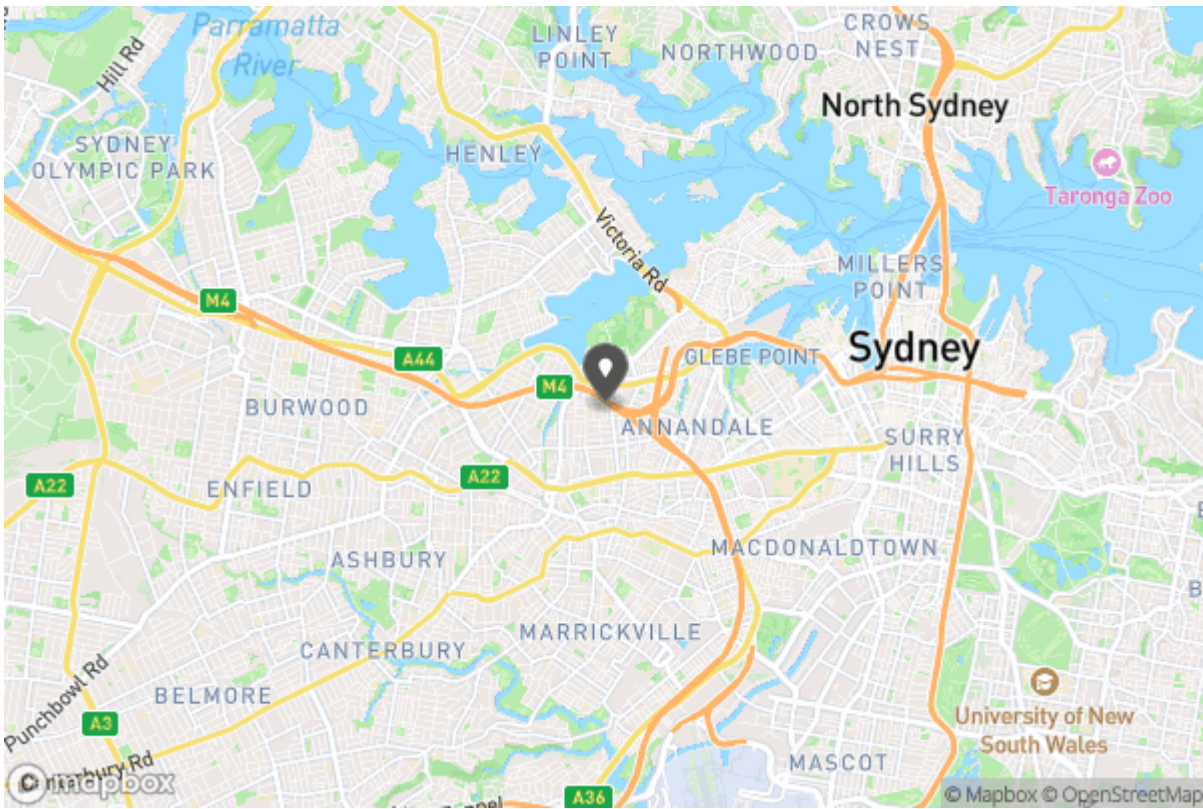 Parramatta
River
Hill Rd
SYDNEY
OLYMPIC PARK
LINLEY
POINT
NORTHWOOD
CROWS
NEST
North Sydney
HENLEY
Taronga Zoo
Victoria Rd
MILLERS
POINT
M4
A44
GLEBE POINT
Sydney
M4
BURWOOD
ANNANDALE
SURRY
HILLS
A22
ENFIELD
A22
ASHBURY
MACDONALDTOWN
MARRICKVILLE
CANTERBURY
BELMORE
Punchbowl Rd
A3
University of New
South Wales
MASCOT
Canterbury Rd
mapbox
A36
© Mapbox © OpenStreetMap